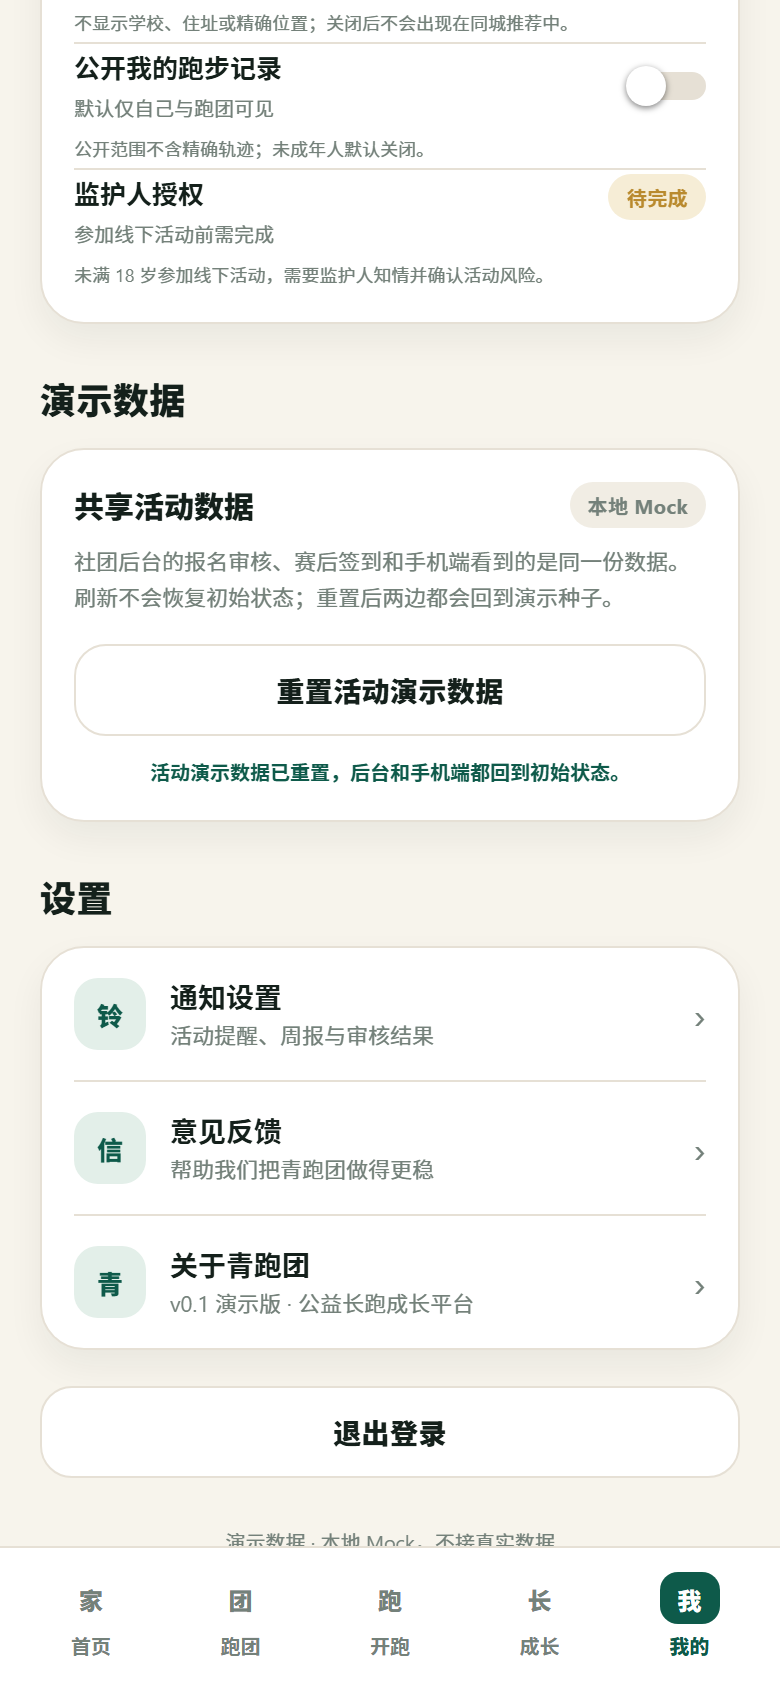 不显示学校、住址或精确位置；关闭后不会出现在同城推荐中。
公开我的跑步记录
默认仅自己与跑团可见
公开范围不含精确轨迹；未成年人默认关闭。
监护人授权
待完成
参加线下活动前需完成
未满 18 岁参加线下活动，需要监护人知情并确认活动风险。
演示数据
共享活动数据
本地 Mock
社团后台的报名审核、赛后签到和手机端看到的是同一份数据。
刷新不会恢复初始状态；重置后两边都会回到演示种子。
重置活动演示数据
活动演示数据已重置，后台和手机端都回到初始状态。
设置
铃
通知设置
活动提醒、周报与审核结果
›
信
意见反馈
帮助我们把青跑团做得更稳
›
青
关于青跑团
v0.1 演示版 · 公益长跑成长平台
›
退出登录
演示数据 · 本地 Mock，不接真实数据
家
团
跑
长
我
首页
跑团
开跑
成长
我的